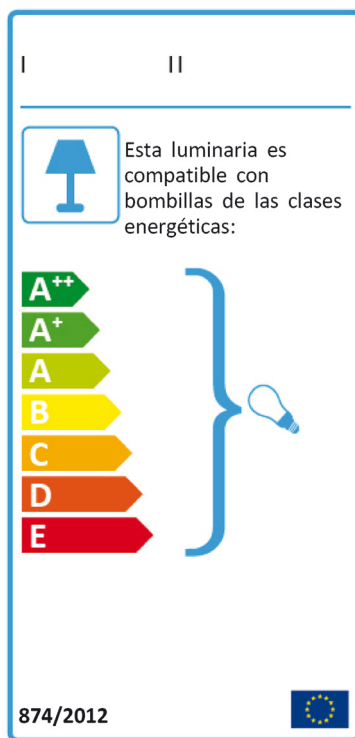 I II
Esta luminaria es
compatible con
bombillas de las clases
energéticas:
A++
A+
A
B
C
D
E
874/2012